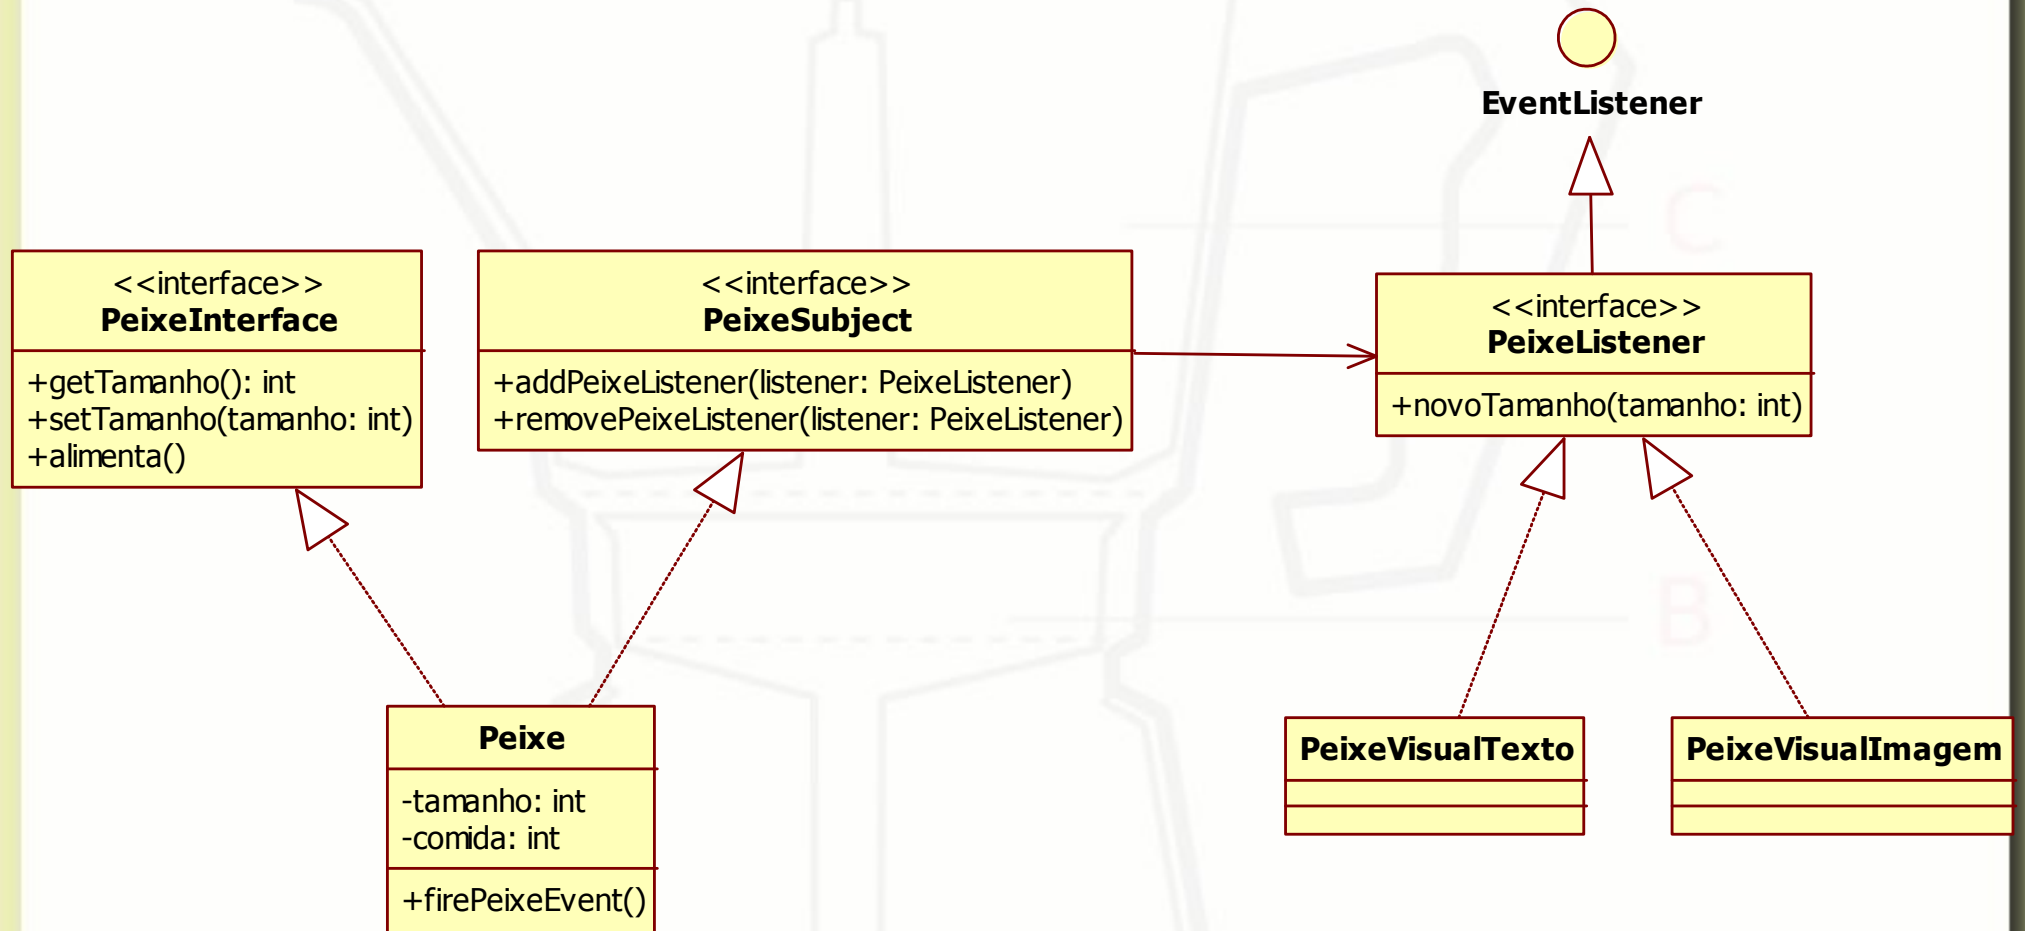 EventListener
<<interface>>
PeixeInterface
+getTamanho(): int
+setTamanho(tamanho: int)
+alimenta()
<<interface>>
PeixeSubject
+addPeixeListener(listener: PeixeListener)
+removePeixeListener(listener: PeixeListener)
<<interface>>
PeixeListener
+novoTamanho(tamanho: int)
C
B
Peixe
-tamanho: int
-comida: int
+firePeixeEvent()
PeixeVisualTexto
PeixeVisualImagem